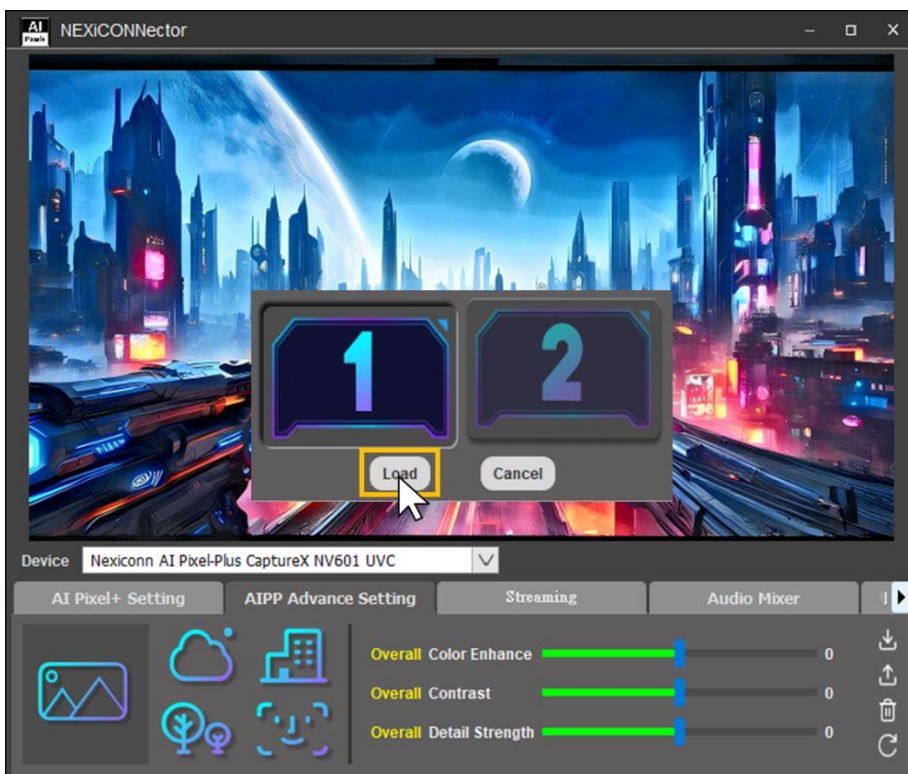 AI
Pixels
NEXiCONNector
1
2
Load
Cancel
Device
Nexiconn AI Pixel-Plus CaptureX NV601 UVC
AI Pixel+ Setting
AIPP Advance Setting
Streaming
Audio Mixer
Overall Color Enhance
0
Overall Contrast
0
Overall Detail Strength
0